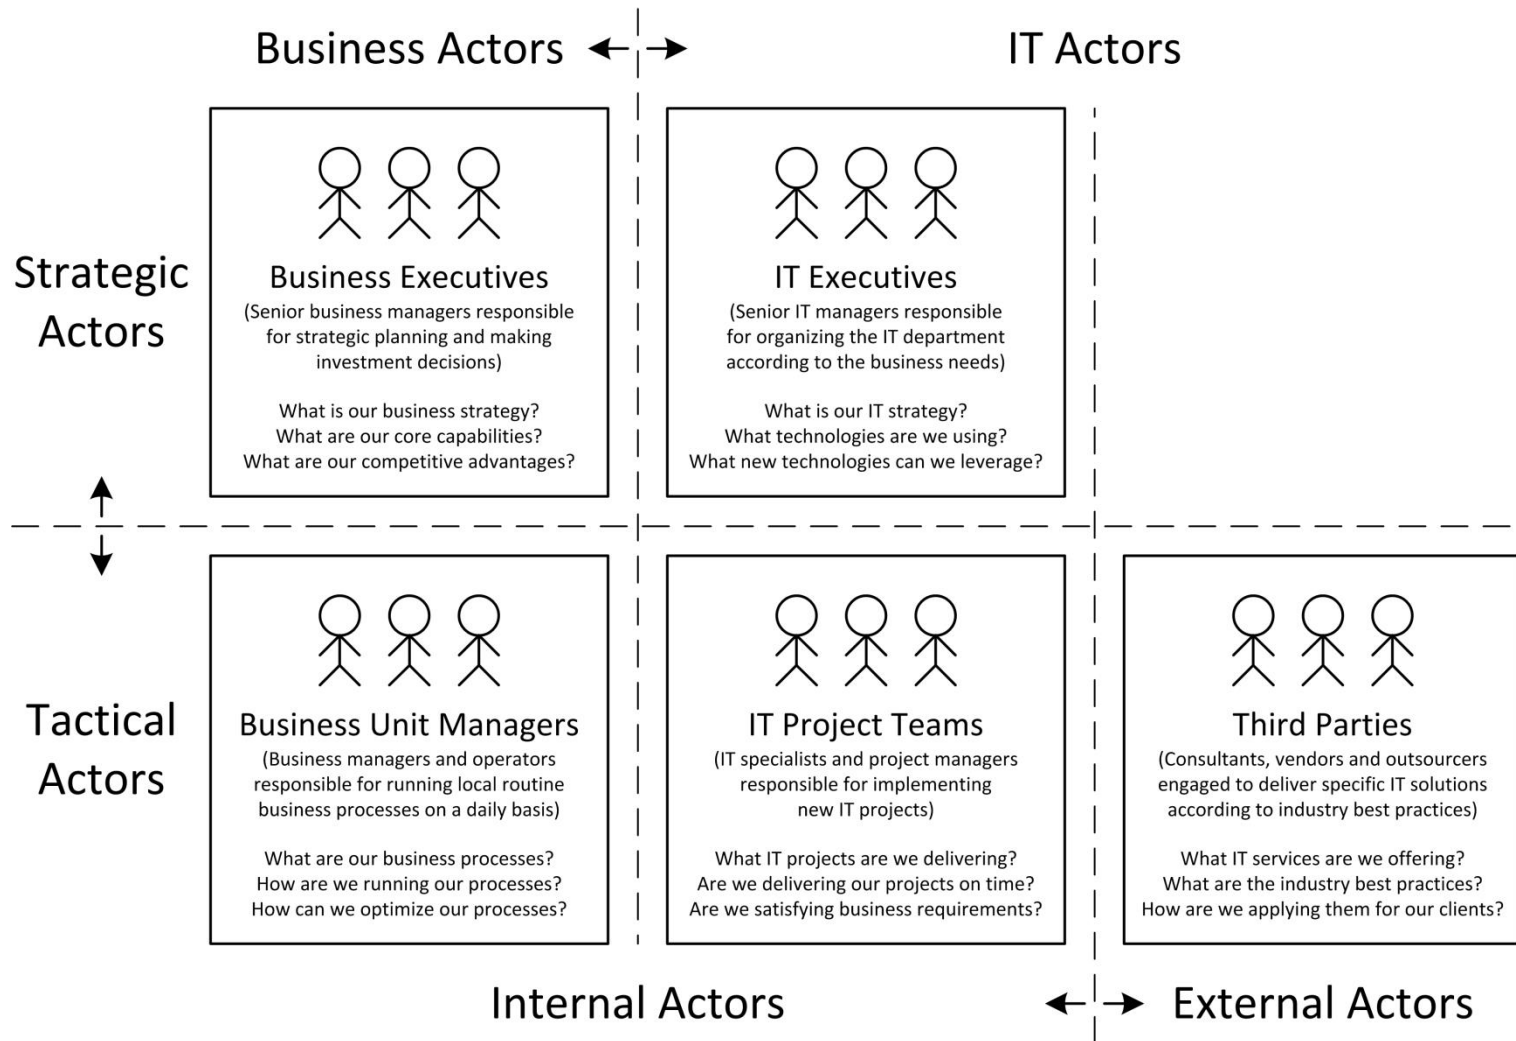 Business Actors
IT Actors
Strategic
Actors
Business Executives
(Senior business managers responsible
for strategic planning and making
investment decisions)
What is our business strategy?
What are our core capabilities?
What are our competitive advantages?
IT Executives
(Senior IT managers responsible
for organizing the IT department
according to the business needs)
What is our IT strategy?
What technologies are we using?
What new technologies can we leverage?
Tactical
Actors
Business Unit Managers
(Business managers and operators
responsible for running local routine
business processes on a daily basis)
What are our business processes?
How are we running our processes?
How can we optimize our processes?
IT Project Teams
(IT specialists and project managers
responsible for implementing
new IT projects)
What IT projects are we delivering?
Are we delivering our projects on time?
Are we satisfying business requirements?
Third Parties
(Consultants, vendors and outsourcers
engaged to deliver specific IT solutions
according to industry best practices)
What IT services are we offering?
What are the industry best practices?
How are we applying them for our clients?
Internal Actors
External Actors